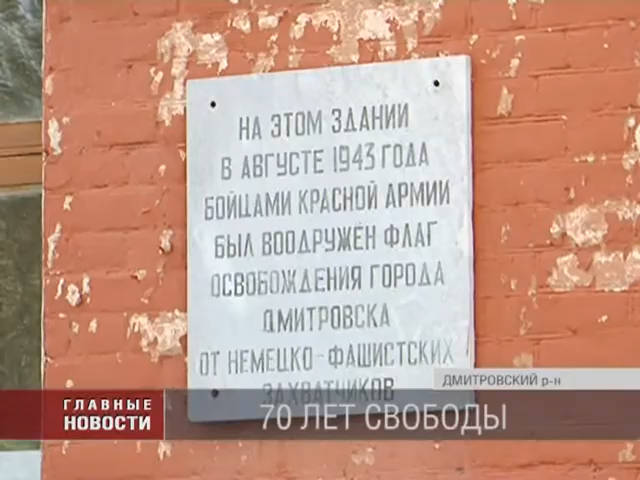 НА ЭТОМ ЗДАНИИ
В АВГУСТЕ 1943 ГОДА
БОЙЦАМИ КРАСНОЙ АРМИИ
БЫЛ ВООДРУЖЁН ФЛАГ
ОСВОБОЖДЕНИЯ ГОРОДА
ДМИТРОВСКА
ОТ НЕМЕЦКО-ФАШИСТСКИХ
ЗАХВАТЧИКОВ
ДМИТРОВСКИЙ р-н
ГЛАВНЫЕ
НОВОСТИ
70 ЛЕТ СВОБОДЫ